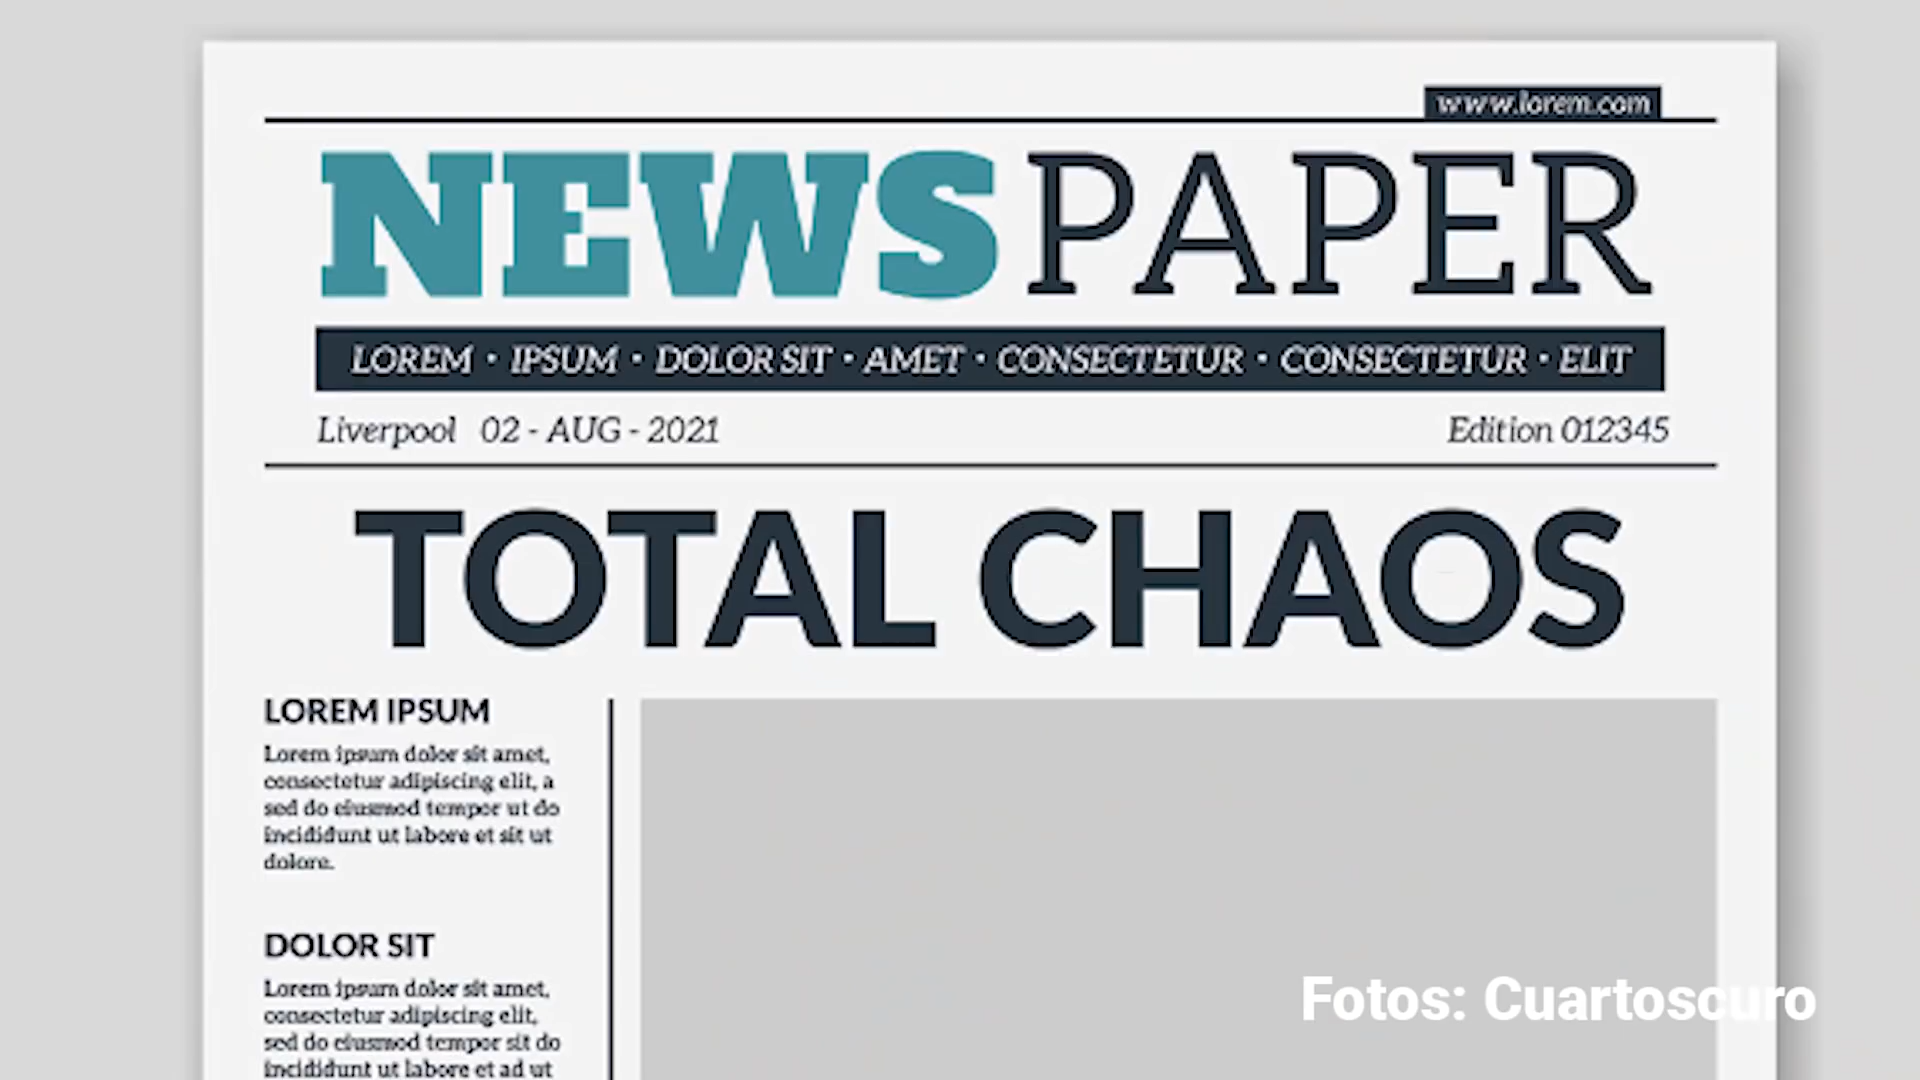 www.lorem.com
NEWSPAPER
LOREM • IPSUM • DOLOR SIT • AMET • CONSECTETUR • CONSECTETUR • ELIT
Liverpool 02 - AUG - 2021
Edition 012345
TOTAL CHAOS
LOREM IPSUM
Lorem ipsum dolor sit amet,
consectetur adipiscing elit, a
sed do eiusmod tempor ut do
incididunt ut labore et sit ut
dolore.
DOLOR SIT
Lorem ipsum dolor sit amet,
consectetur adipiscing elit,
sed do eiusmod tempor sit do
incididunt ut labore et ad ut
Fotos: Cuartoscuro